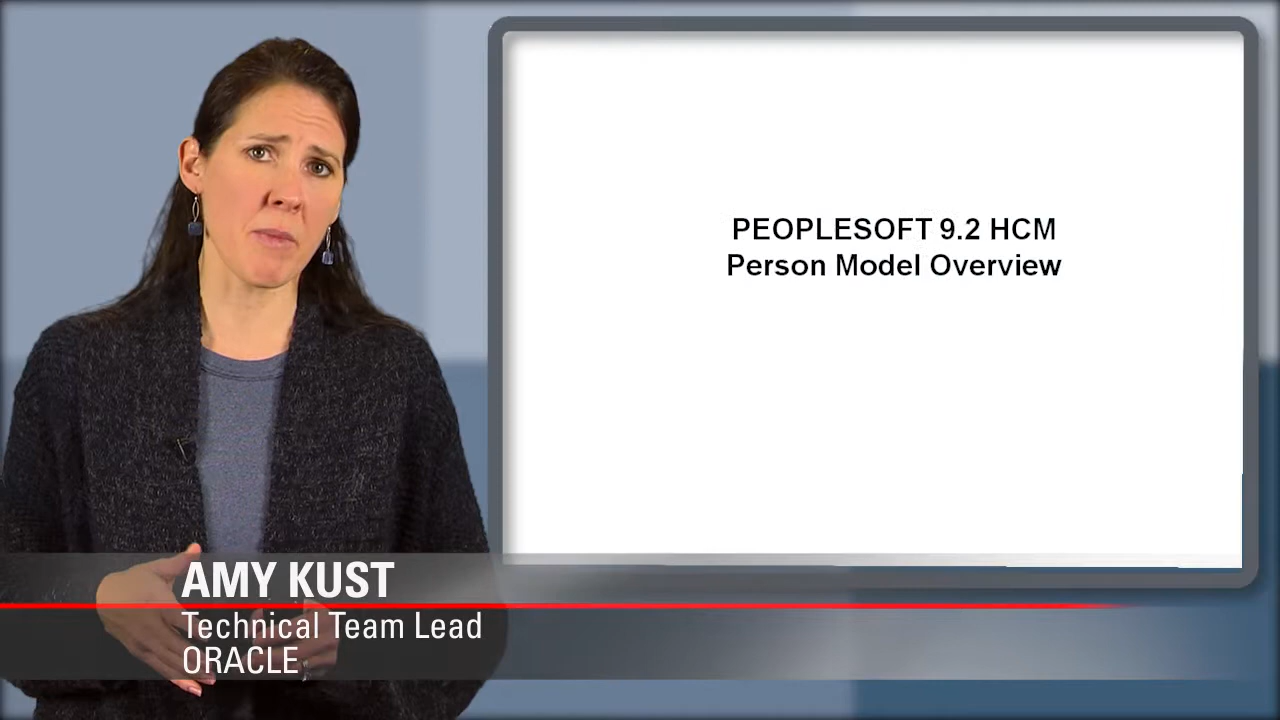 PEOPLESOFT 9.2 HCM
Person Model Overview
AMY KUST
Technical Team Lead
ORACLE